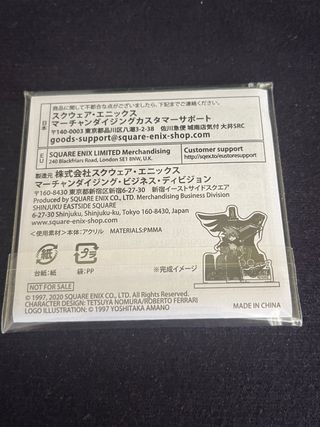 商品に関して不都合な点がございましたら、下記までご連絡ください。
日本
スクウェア・エニックス
マーチャンダイジングカスタマーサポート
〒140-0003 東京都品川区八潮3-2-38 佐川急便 城南店気付 大井SRC
goods-support@square-enix-shop.com
EU
SQUARE ENIX LIMITED Merchandising
240 Blackfriars Road, London SE1 8NW, U.K.
Customer support
http://sqex.to/eustoresupport
製造元 株式会社スクウェア・エニックス
マーチャンダイジング・ビジネス・ディビジョン
〒160-8430 東京都新宿区新宿6-27-30 新宿イーストサイドスクエア
Produced by SQUARE ENIX CO., LTD. Merchandising Business Division
SHINJUKU EASTSIDE SQUARE
6-27-30 Shinjuku, Shinjuku-ku, Tokyo 160-8430, Japan
www.square-enix-shop.com
<使用素材>本体:アクリル MATERIALS:PMMA
紙
プラ
台紙:紙
袋:PP
※完成イメージ
NOT FOR SALE
© 1997, 2020 SQUARE ENIX CO., LTD. All Rights Reserved.
CHARACTER DESIGN: TETSUYA NOMURA/ROBERTO FERRARI
LOGO ILLUSTRATION: © 1997 YOSHITAKA AMANO
MADE IN CHINA